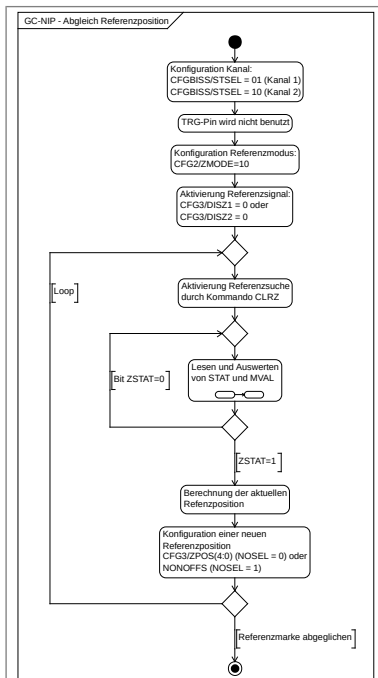 GC-NIP - Abgleich Referenzposition
Konfiguration Kanal:
CFGBISS/STSEL = 01 (Kanal 1)
CFGBISS/STSEL = 10 (Kanal 2)
TRG-Pin wird nicht benutzt
Konfiguration Referenzmodus:
CFG2/ZMODE=10
Aktivierung Referenzsignal:
CFG3/DISZ1 = 0 oder
CFG3/DISZ2 = 0
Loop
Aktivierung Referenzsuche
durch Kommando CLRZ
Bit ZSTAT=0
Lesen und Auswerten
von STAT und MVAL
ZSTAT=1
Berechnung der aktuellen
Refenzposition
Konfiguration einer neuen
Referenzposition
CFG3/ZPOS(4:0) (NOSEL = 0) oder
NONOFFS (NOSEL = 1)
Referenzmarke abgeglichen